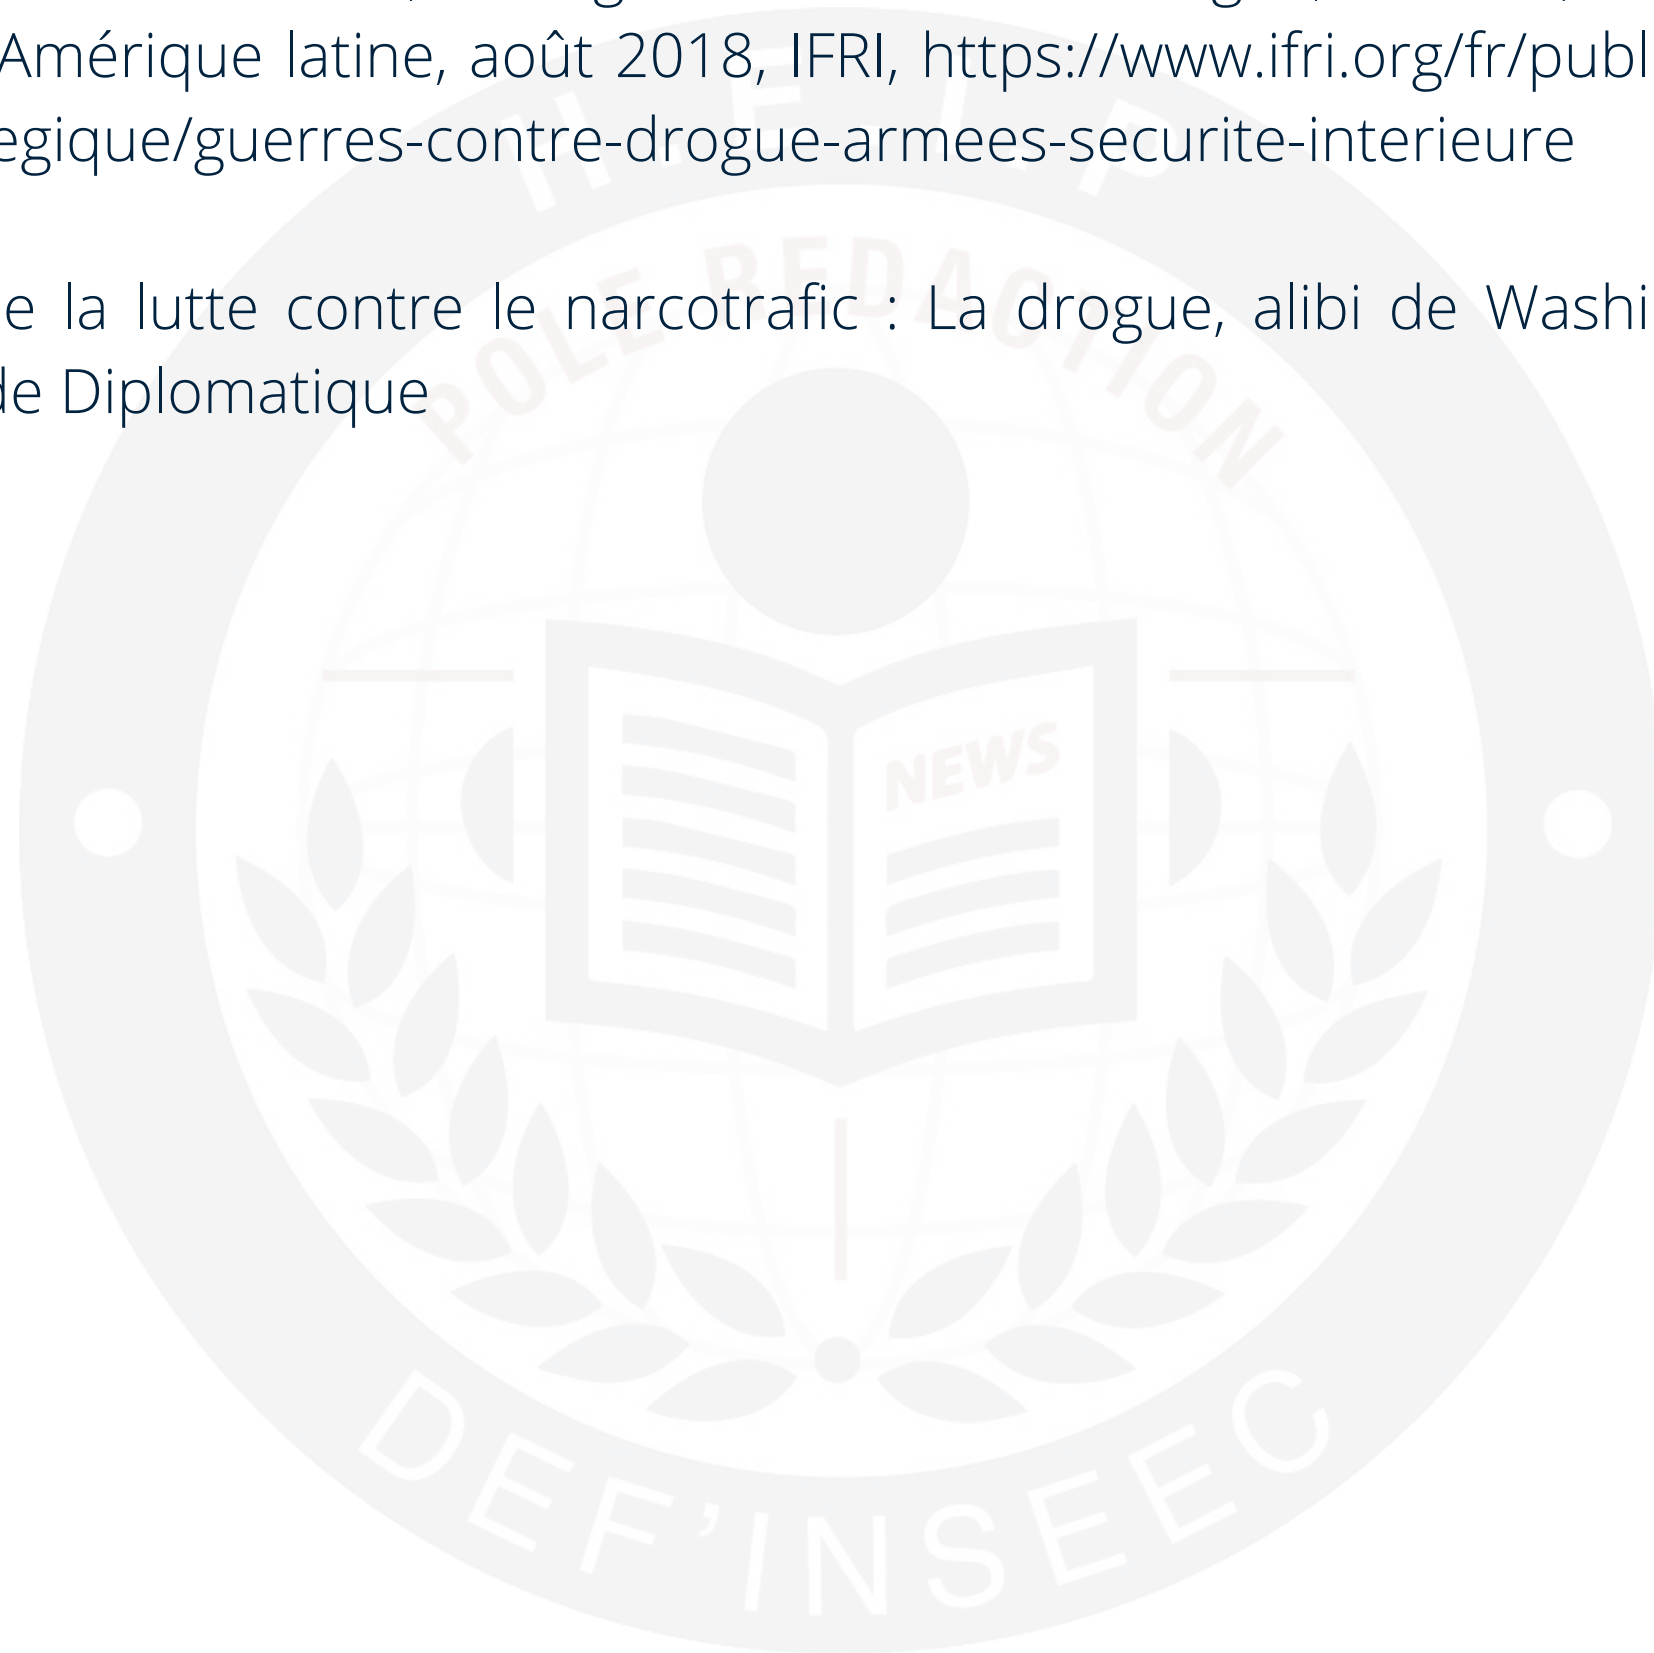 Amérique latine, août 2018, IFRI, https://www.ifri.org/fr/publ
egique/guerres-contre-drogue-armees-securite-interieure
e la lutte contre le narcotrafic : La drogue, alibi de Washi
de Diplomatique
H.E.I.P
POLE REDACTION
NEWS
DEF'INSEEC